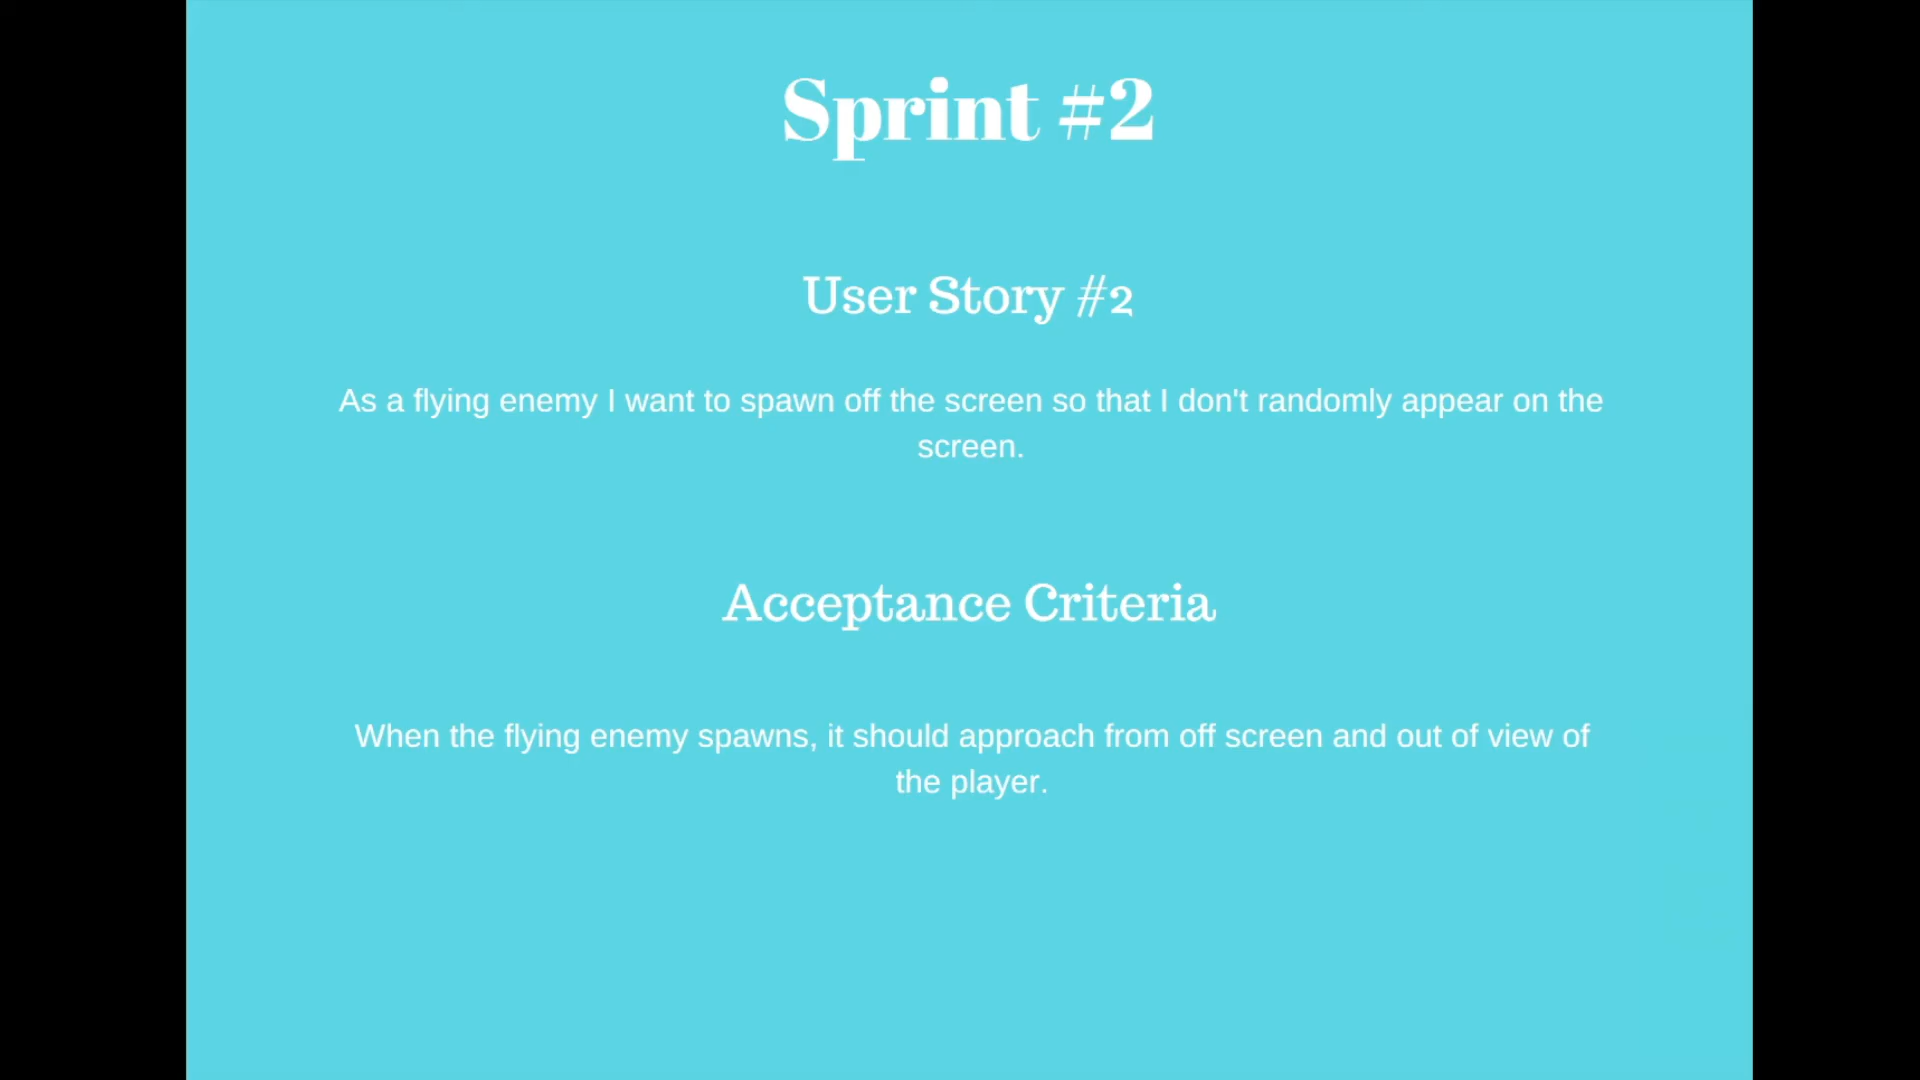 Sprint #2
User Story #2
As a flying enemy I want to spawn off the screen so that I don't randomly appear on the
screen.
Acceptance Criteria
When the flying enemy spawns, it should approach from off screen and out of view of
the player.